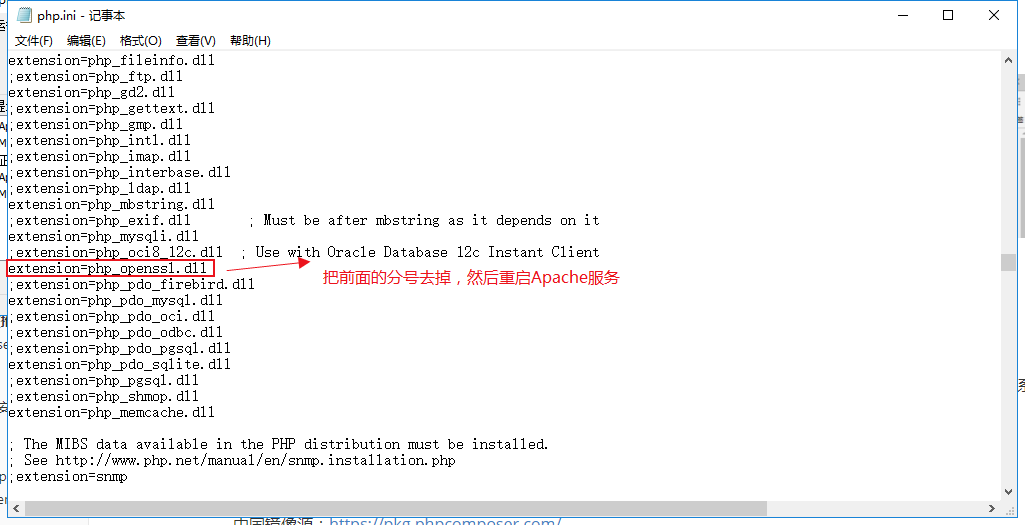 php.ini - 记事本
文件(F) 编辑(E) 格式(O) 查看(V) 帮助(H)
extension=php_fileinfo.dll
;extension=php_ftp.dll
extension=php_gd2.dll
;extension=php_gettext.dll
;extension=php_gmp.dll
;extension=php_intl.dll
;extension=php_imap.dll
;extension=php_interbase.dll
;extension=php_ldap.dll
extension=php_mbstring.dll
;extension=php_exif.dll ; Must be after mbstring as it depends on it
extension=php_mysqli.dll
;extension=php_oci8_12c.dll ; Use with Oracle Database 12c Instant Client
extension=php_openssl.dll
把前面的分号去掉，然后重启Apache服务
;extension=php_pdo_firebird.dll
extension=php_pdo_mysql.dll
;extension=php_pdo_oci.dll
;extension=php_pdo_odbc.dll
;extension=php_pdo_pgsql.dll
;extension=php_pdo_sqlite.dll
;extension=php_pgsql.dll
;extension=php_shmop.dll
extension=php_memcache.dll
; The MIBS data available in the PHP distribution must be installed.
; See http://www.php.net/manual/en/snmp.installation.php
;extension=snmp
中国镜像源：https://pkg.phpcomposer.com/